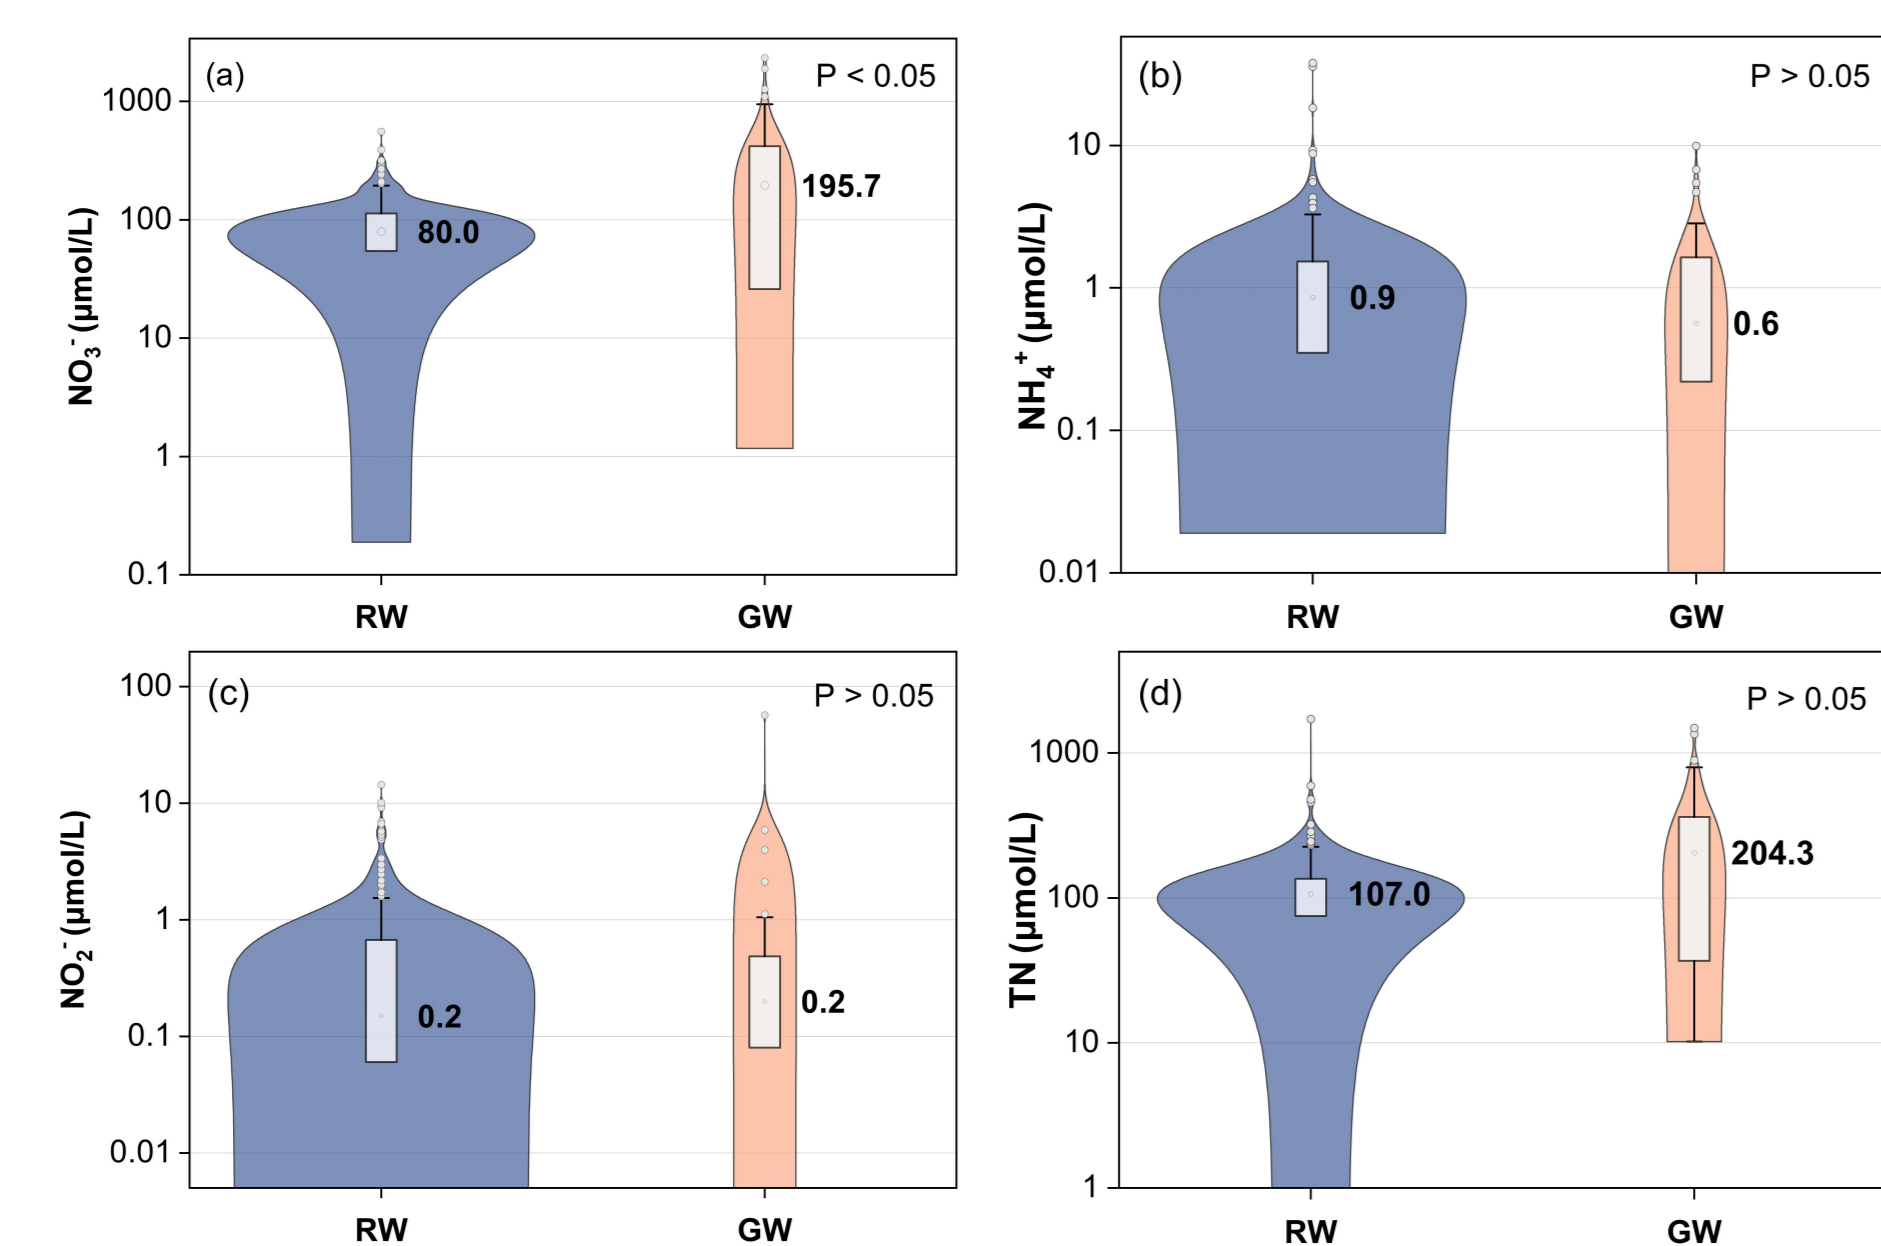 (a)
P < 0.05
1000
100
10
1
0.1
NO3- (μmol/L)
80.0
195.7
RW
GW
(b)
P > 0.05
10
1
0.1
0.01
NH4+ (μmol/L)
0.9
0.6
RW
GW
(c)
P > 0.05
100
10
1
0.1
0.01
NO2- (μmol/L)
0.2
0.2
RW
GW
(d)
P > 0.05
1000
100
10
1
TN (μmol/L)
107.0
204.3
RW
GW